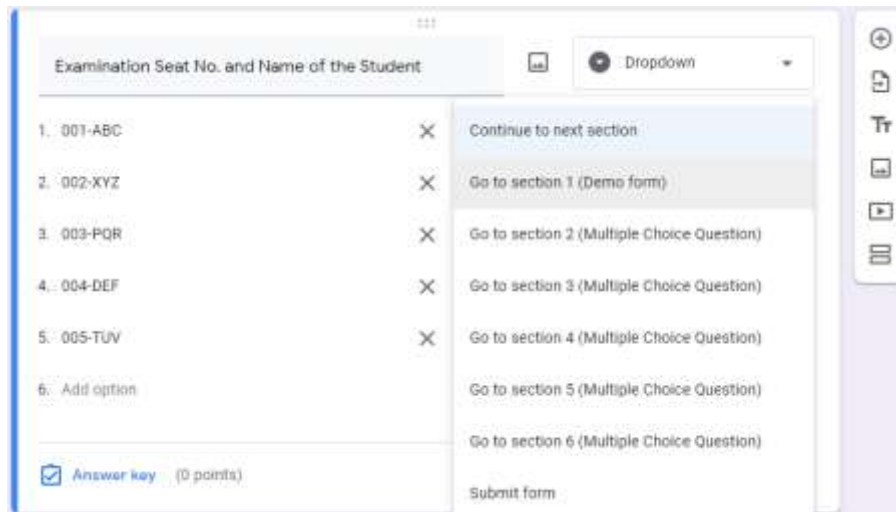 Examination Seat No. and Name of the Student
Dropdown
1. 001-ABC
2. 002-XYZ
3. 003-PQR
4. 004-DEF
5. 005-TUV
6. Add option
Answer key (0 points)
Continue to next section
Go to section 1 (Demo form)
Go to section 2 (Multiple Choice Question)
Go to section 3 (Multiple Choice Question)
Go to section 4 (Multiple Choice Question)
Go to section 5 (Multiple Choice Question)
Go to section 6 (Multiple Choice Question)
Submit form
Tт